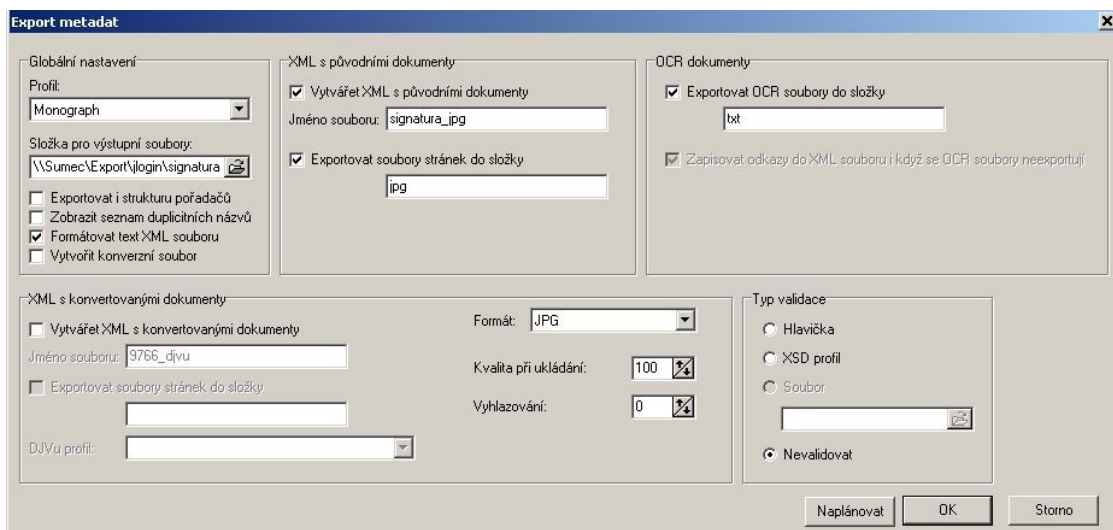 Export metadat
Globální nastavení
Profil:
Monograph
Složka pro výstupní soubory:
\\Sumec\Export\jlogin\signatura
Exportovat i strukturu pořadačů
Zobrazit seznam duplicitních názvů
Formátovat text XML souboru
Vytvořit konverzní soubor
XML s původními dokumenty
Vytvářet XML s původními dokumenty
Jméno souboru: signatura_jpg
Exportovat soubory stránek do složky
jpg
OCR dokumenty
Exportovat OCR soubory do složky
txt
Zapisovat odkazy do XML souboru i když se OCR soubory neexportují
XML s konvertovanými dokumenty
Vytvářet XML s konvertovanými dokumenty
Jméno souboru: 9766_djvu
Exportovat soubory stránek do složky
DJVu profil:
Formát: JPG
Kvalita při ukládání: 100
Vyhlazování: 0
Typ validace
Hlavička
XSD profil
Soubor
Nevalidovat
Naplánovat OK Storno